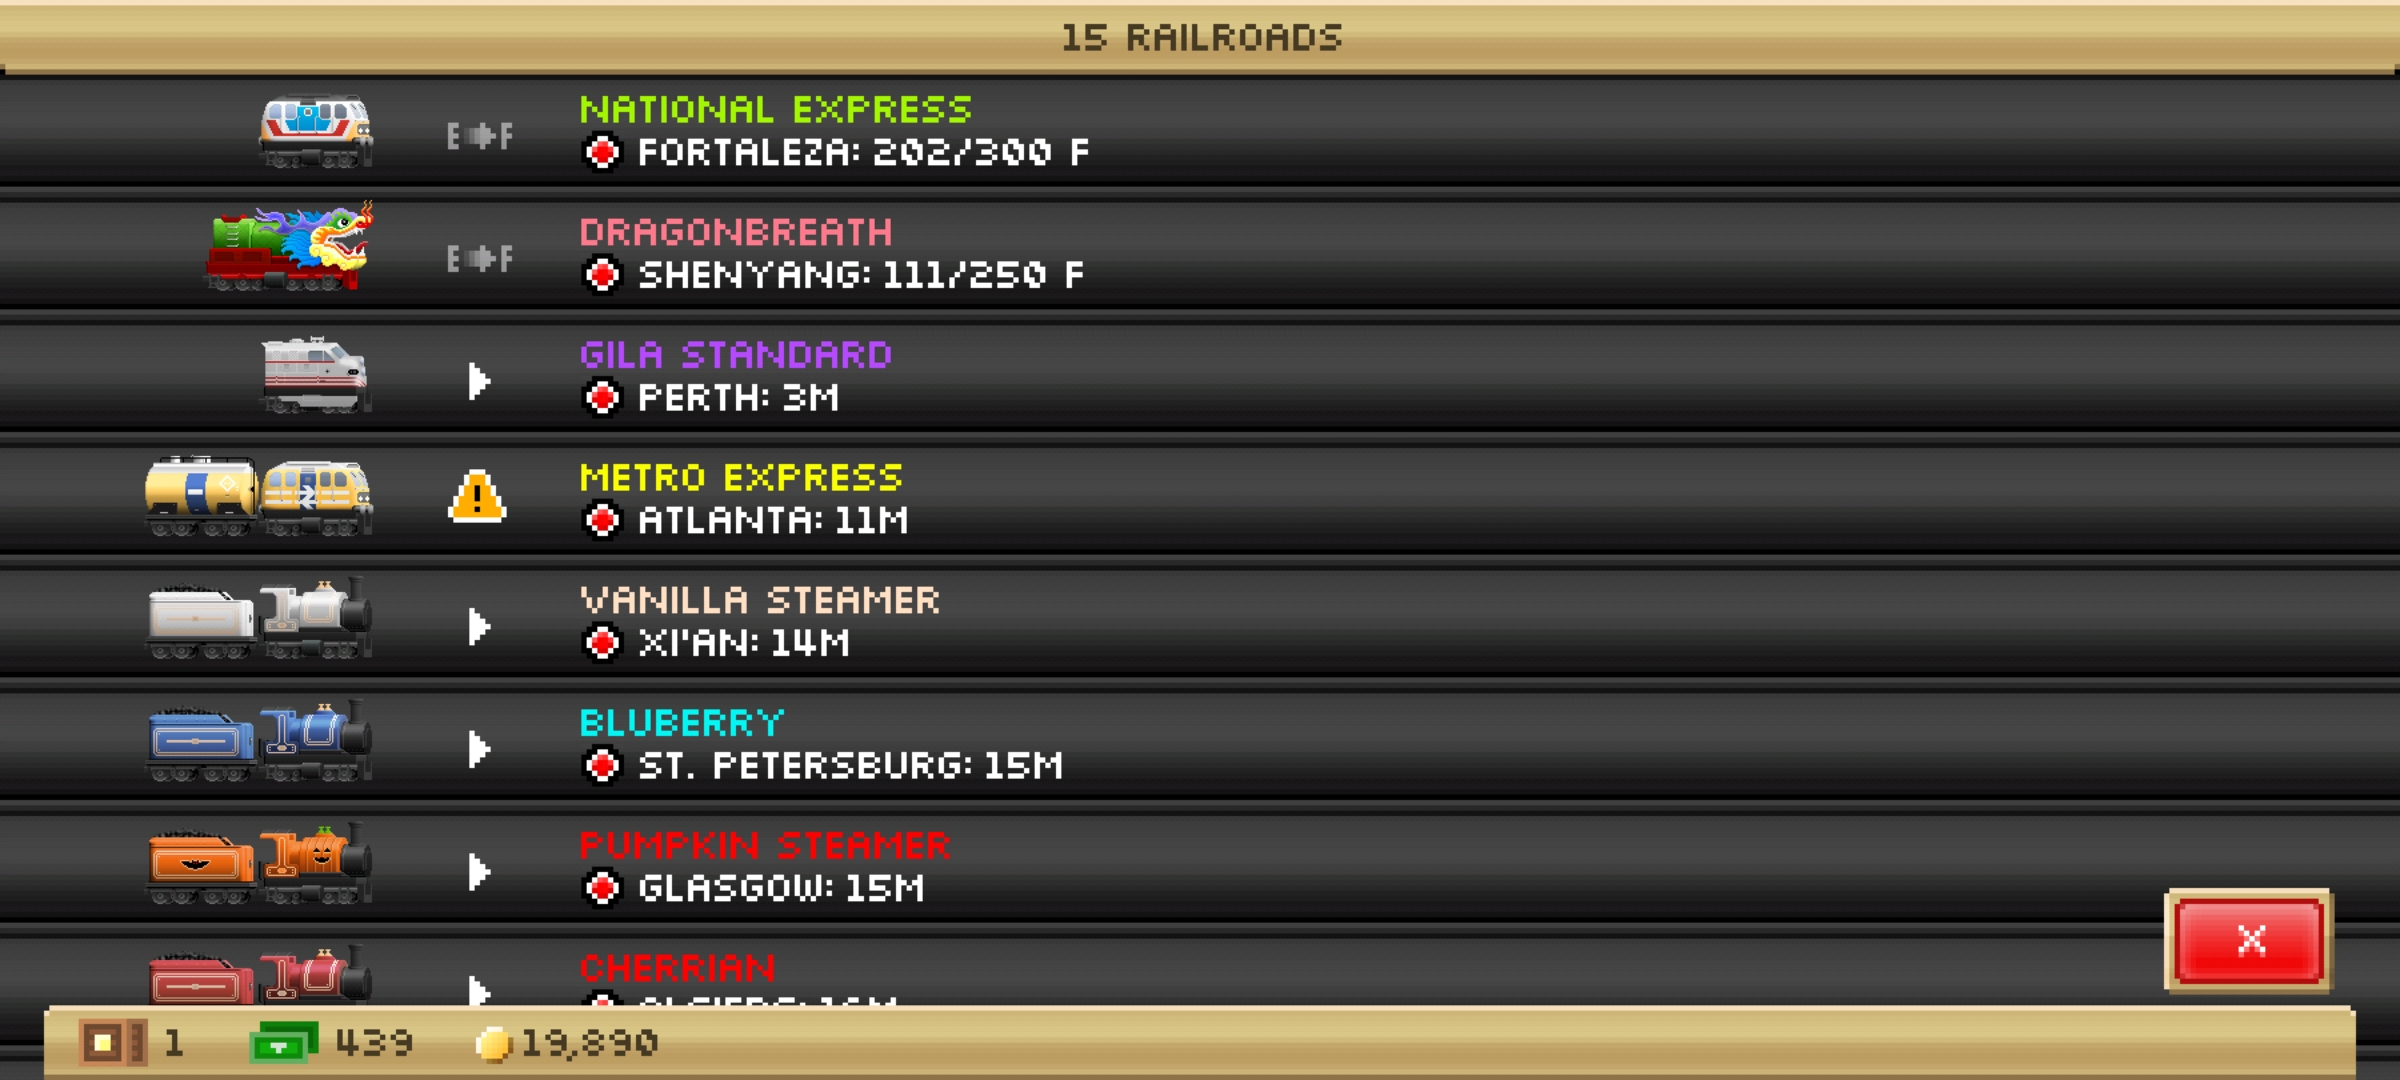 15 RAILROADS
E F
NATIONAL EXPRESS
FORTALEZA: 202/300 F
E F
DRAGONBREATH
SHENYANG: 111/250 F
GILA STANDARD
PERTH: 3M
METRO EXPRESS
ATLANTA: 11M
VANILLA STEAMER
XI'AN: 14M
BLUBERRY
ST. PETERSBURG: 15M
PUMPKIN STEAMER
GLASGOW: 15M
CHERRIAN
X
1 439 19,890